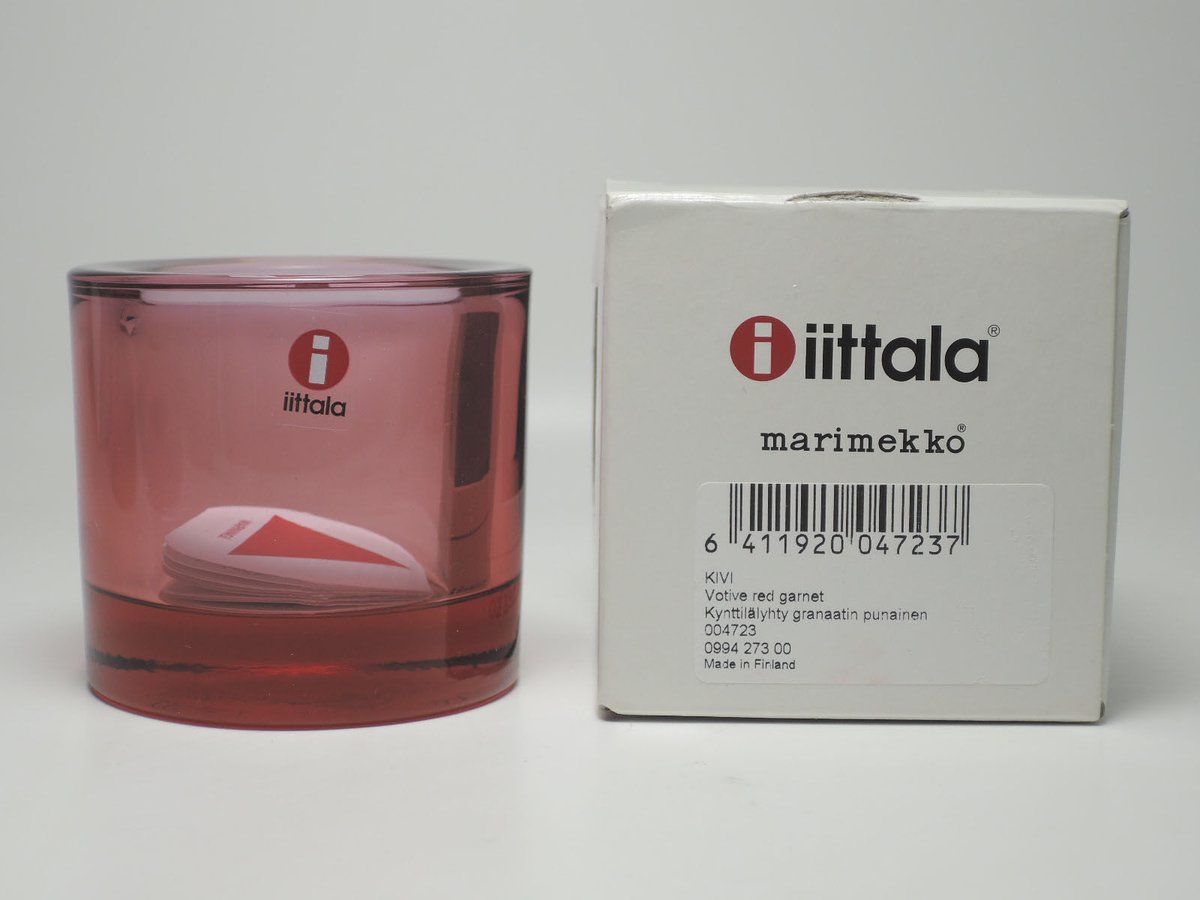 i
iittala
i iittala®
marimekko®
6 411920 047237
KIVI
Votive red garnet
Kynttilälyhty granaatin punainen
004723
0994 273 00
Made in Finland